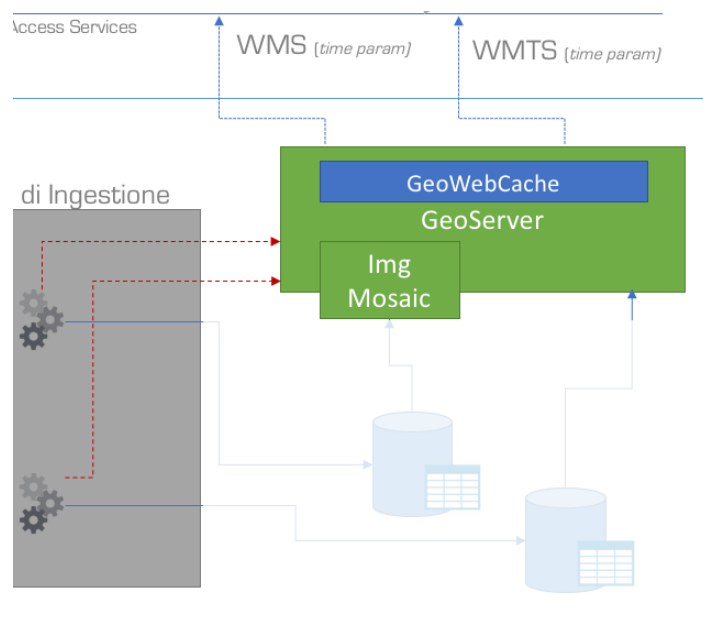 Access Services
WMS (time param)
WMTS (time param)
di Ingestione
GeoWebCache
GeoServer
Img
Mosaic